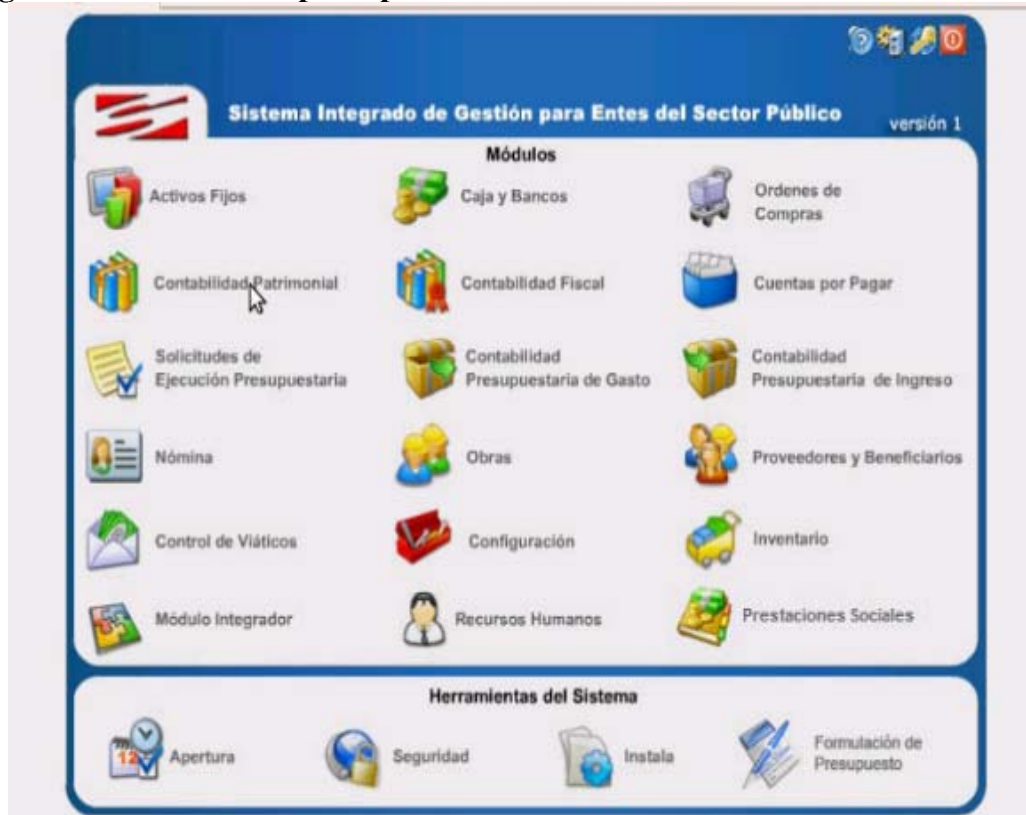 Sistema Integrado de Gestión para Entes del Sector Público
versión 1
Módulos
Activos Fijos
Caja y Bancos
Ordenes de
Compras
Contabilidad Patrimonial
Contabilidad Fiscal
Cuentas por Pagar
Solicitudes de
Ejecución Presupuestaria
Contabilidad
Presupuestaria de Gasto
Contabilidad
Presupuestaria de Ingreso
Nómina
Obras
Proveedores y Beneficiarios
Control de Viáticos
Configuración
Inventario
Módulo Integrador
Recursos Humanos
Prestaciones Sociales
Herramientas del Sistema
12
Apertura
Seguridad
Instala
Formulación de
Presupuesto